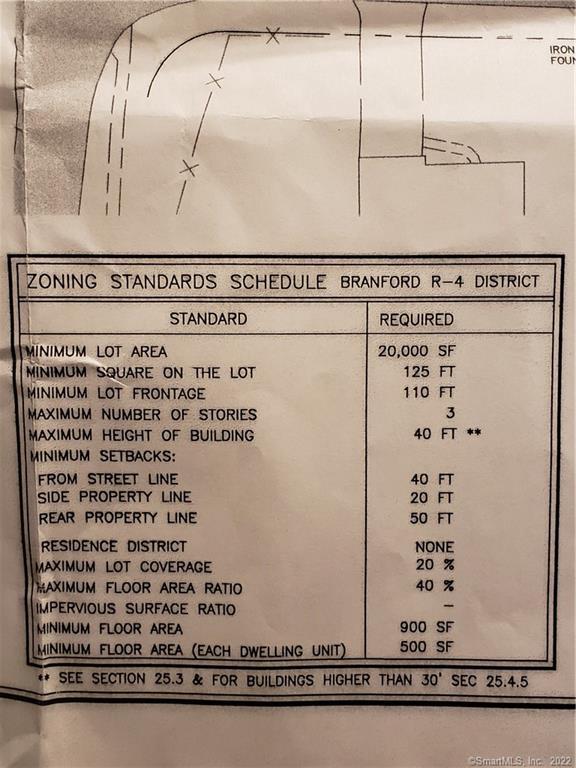 IRON
FOUN
ZONING STANDARDS SCHEDULE BRANFORD R-4 DISTRICT
STANDARD REQUIRED
MINIMUM LOT AREA 20,000 SF
MINIMUM SQUARE ON THE LOT 125 FT
MINIMUM LOT FRONTAGE 110 FT
MAXIMUM NUMBER OF STORIES 3
MAXIMUM HEIGHT OF BUILDING 40 FT **
MINIMUM SETBACKS:
FROM STREET LINE 40 FT
SIDE PROPERTY LINE 20 FT
REAR PROPERTY LINE 50 FT
RESIDENCE DISTRICT NONE
MAXIMUM LOT COVERAGE 20 %
MAXIMUM FLOOR AREA RATIO 40 %
IMPERVIOUS SURFACE RATIO –
MINIMUM FLOOR AREA 900 SF
MINIMUM FLOOR AREA (EACH DWELLING UNIT) 500 SF
** SEE SECTION 25.3 & FOR BUILDINGS HIGHER THAN 30' SEC 25.4.5
©SmartMLS, Inc. 2022